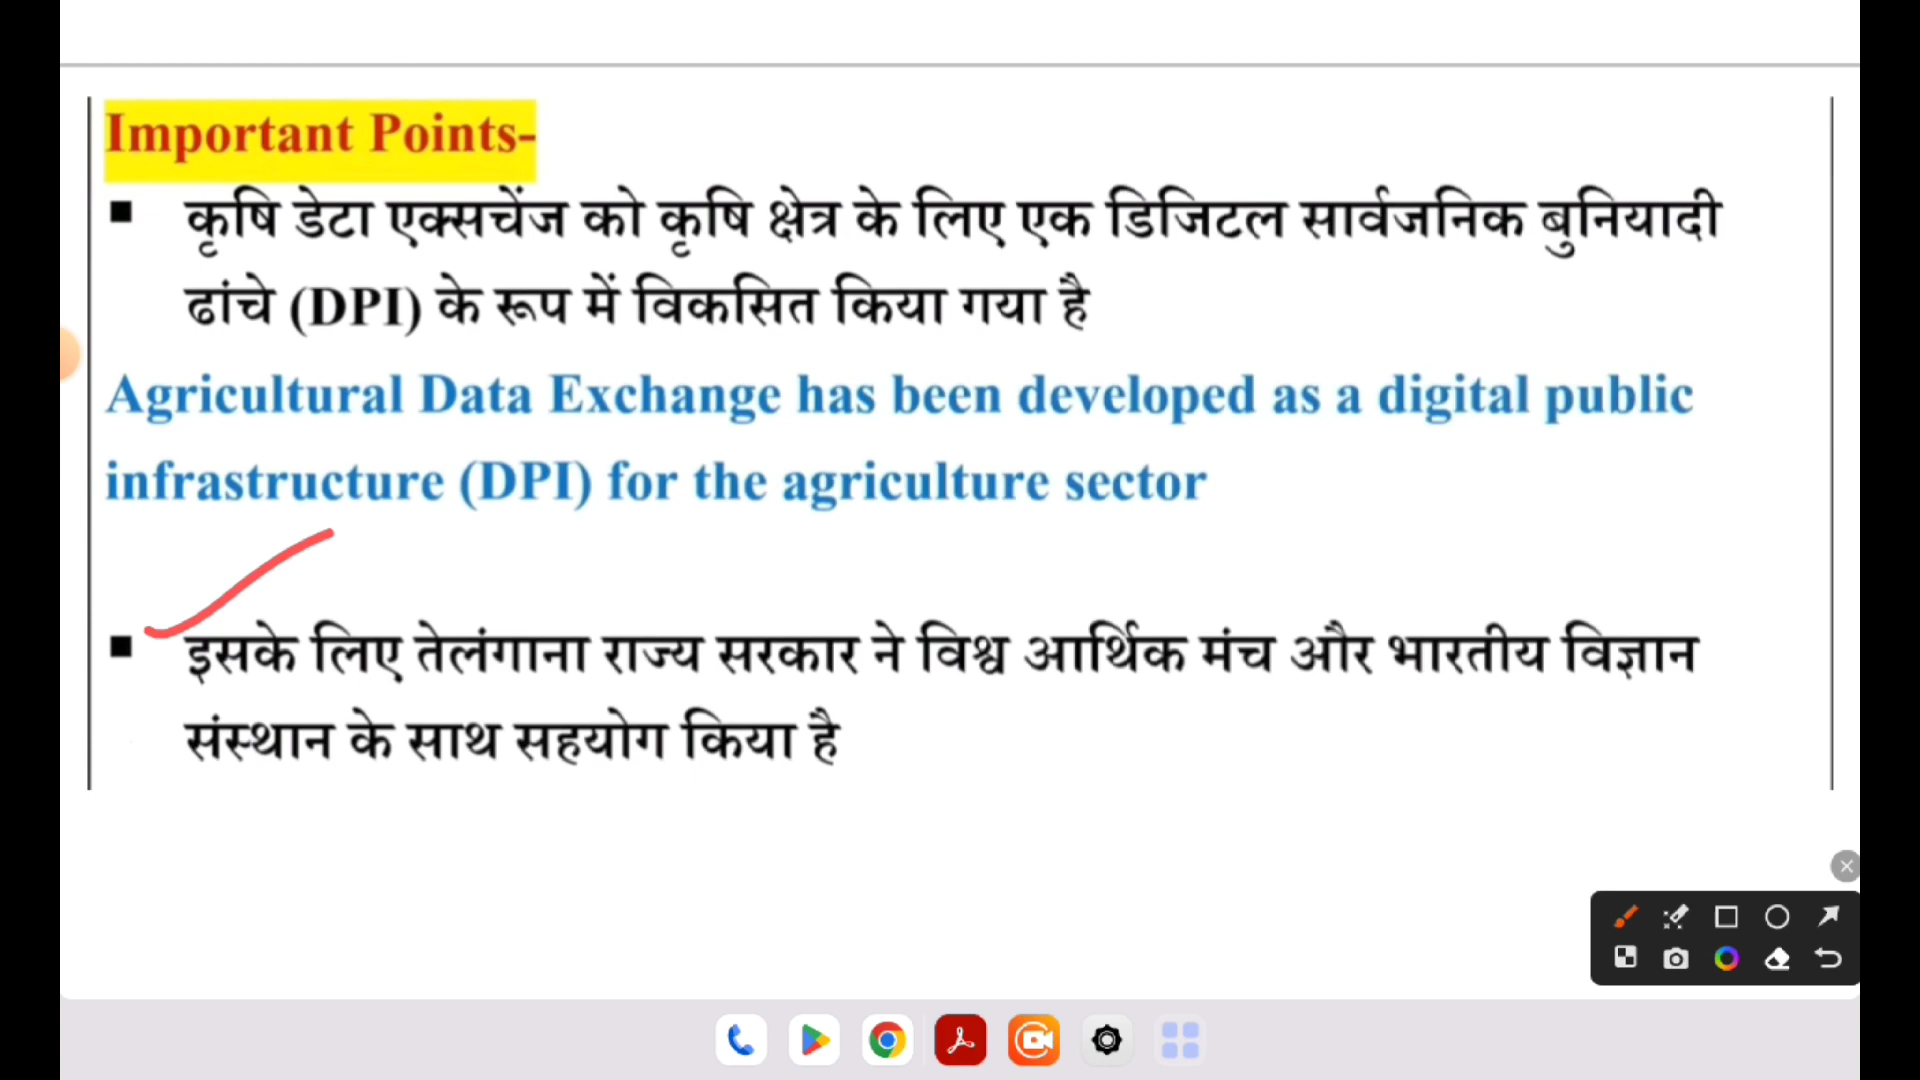 Important Points-
▪ कृषि डेटा एक्सचेंज को कृषि क्षेत्र के लिए एक डिजिटल सार्वजनिक बुनियादी
ढांचे (DPI) के रूप में विकसित किया गया है
Agricultural Data Exchange has been developed as a digital public
infrastructure (DPI) for the agriculture sector
▪ इसके लिए तेलंगाना राज्य सरकार ने विश्व आर्थिक मंच और भारतीय विज्ञान
संस्थान के साथ सहयोग किया है